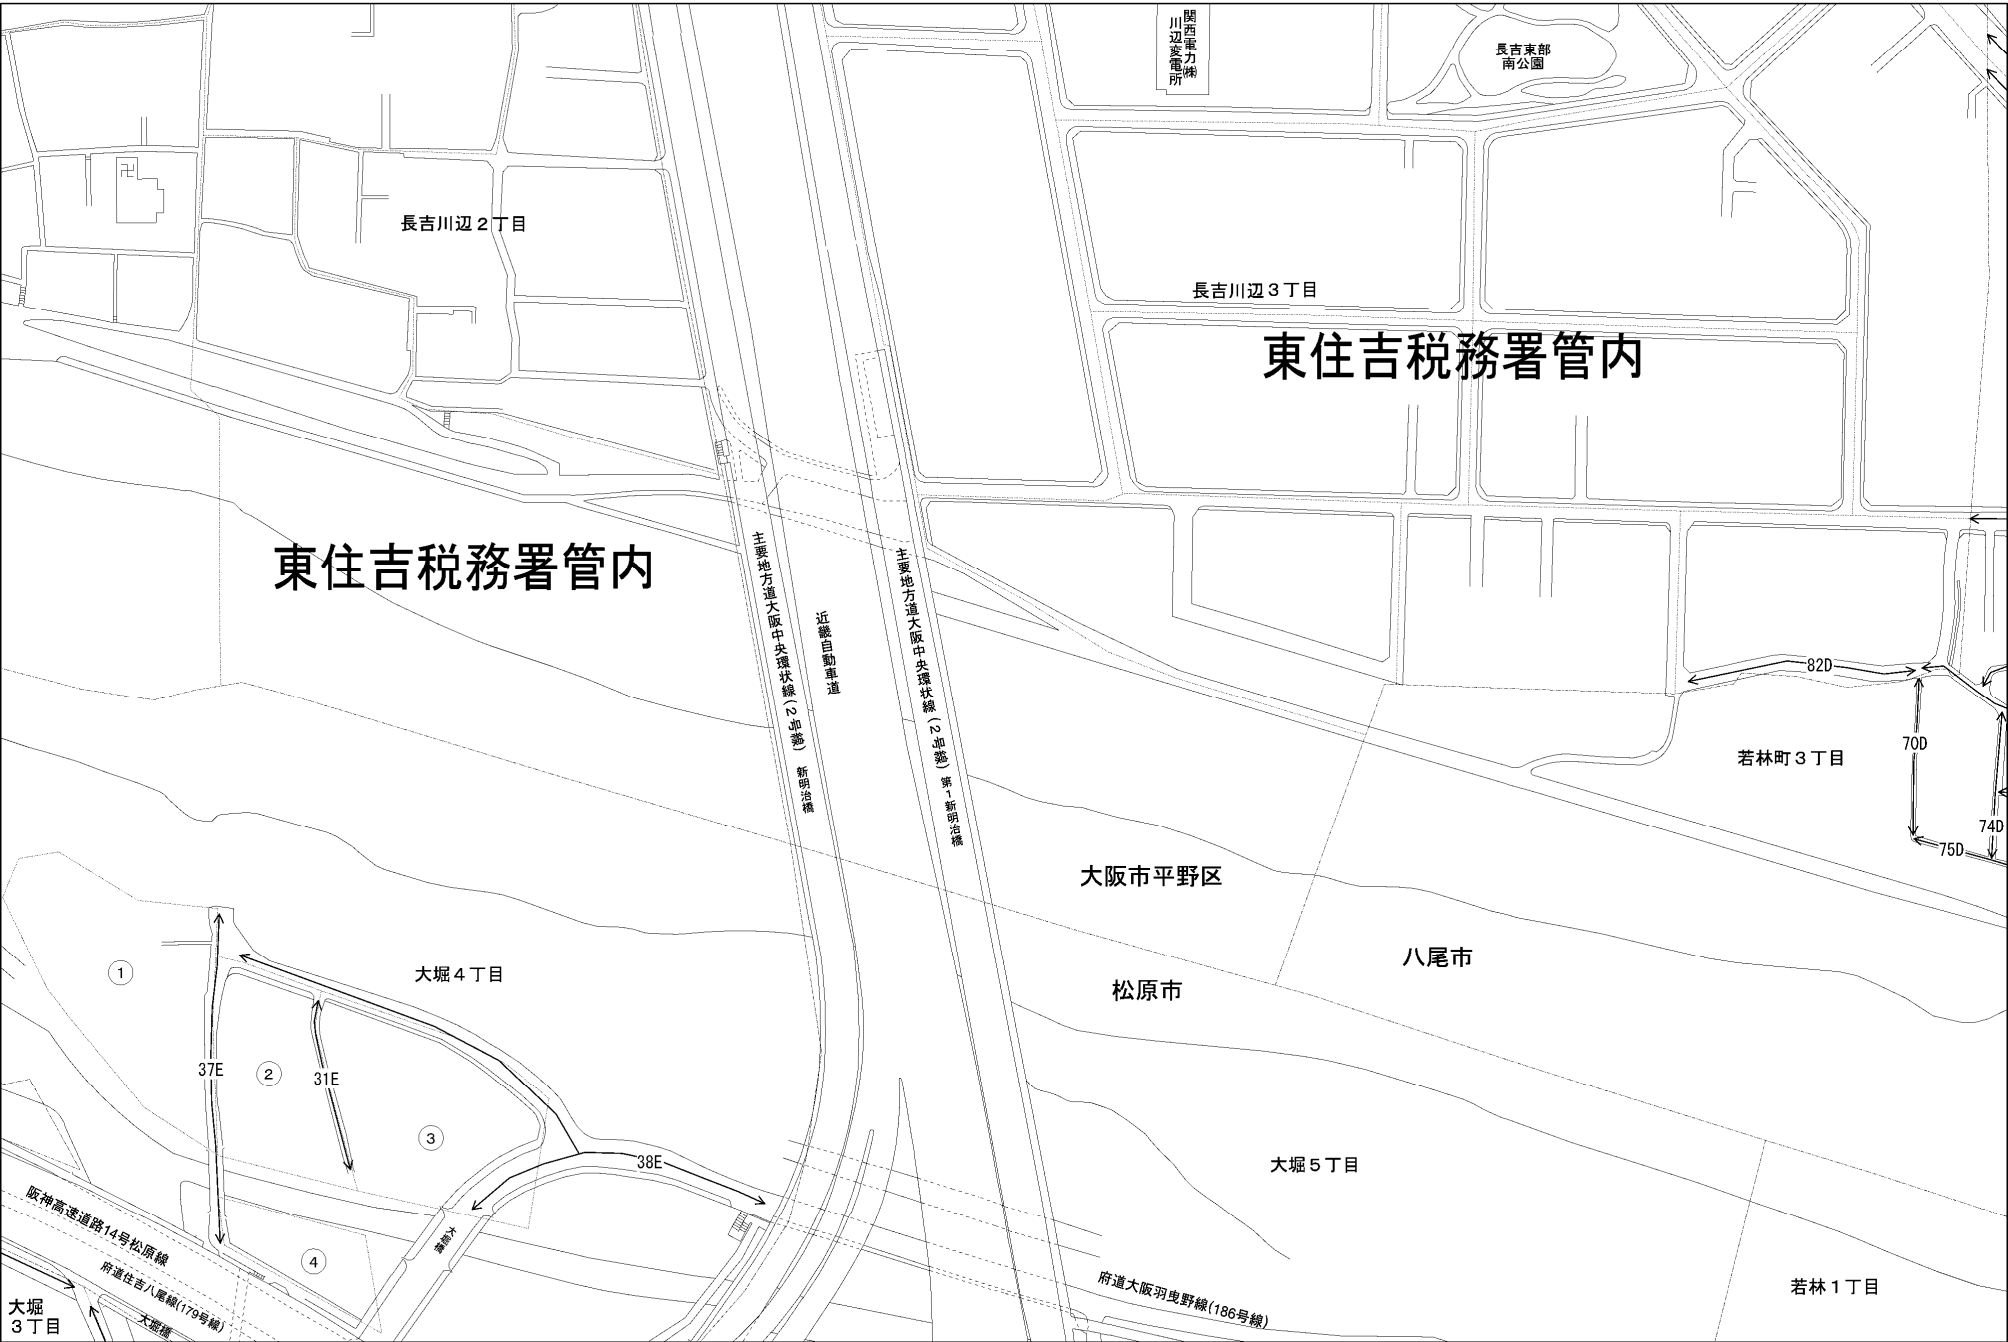 関西電力㈱
川辺変電所
長吉東部
南公園
長吉川辺２丁目
長吉川辺３丁目
東住吉税務署管内
東住吉税務署管内
主要地方道大阪中央環状線(２号線)
新明治橋
近畿自動車道
主要地方道大阪中央環状線(２号線)
第１新明治橋
82D
70D
若林町３丁目
74D
75D
大阪市平野区
八尾市
松原市
大堀４丁目
①
37E
②
31E
③
38E
大堀５丁目
④
大堀橋
阪神高速道路14号松原線
府道住吉八尾線(179号線)
大堀橋
大堀
３丁目
府道大阪羽曳野線(186号線)
若林１丁目